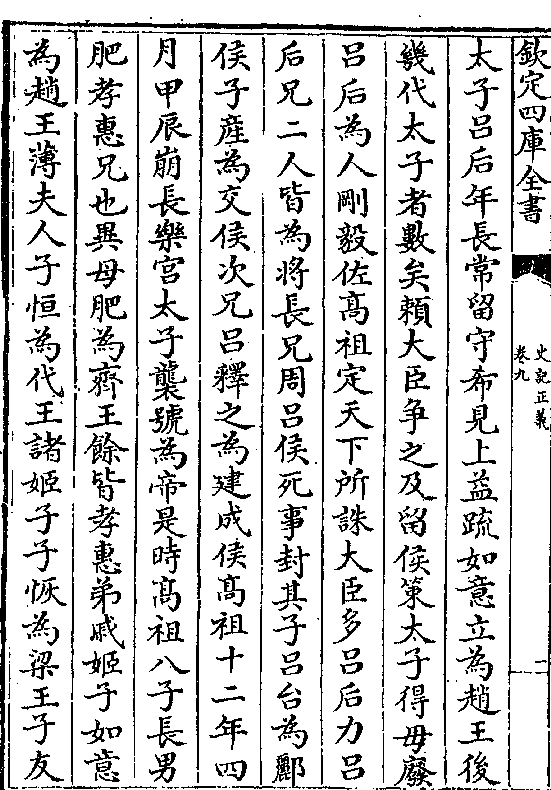 欽定四庫全書
史記正義
卷九
二
太子吕后年長常留守希見上益疏如意立為趙王後
幾代太子者數矣賴大臣争之及留侯策太子得毋廢
吕后為人剛毅佐髙祖定天下所誅大臣多吕后力吕
后兄二人皆為将長兄周吕侯死事封其子吕台為酈
侯子產為交侯次兄吕釋之為建成侯髙祖十二年四
月甲辰崩長樂宫太子襲號為帝是時髙祖八子長男
肥孝惠兄也異母肥為齊王餘皆孝惠弟戚姬子如意
為趙王薄夫人子恒為代王諸姬子子恢為梁王子友